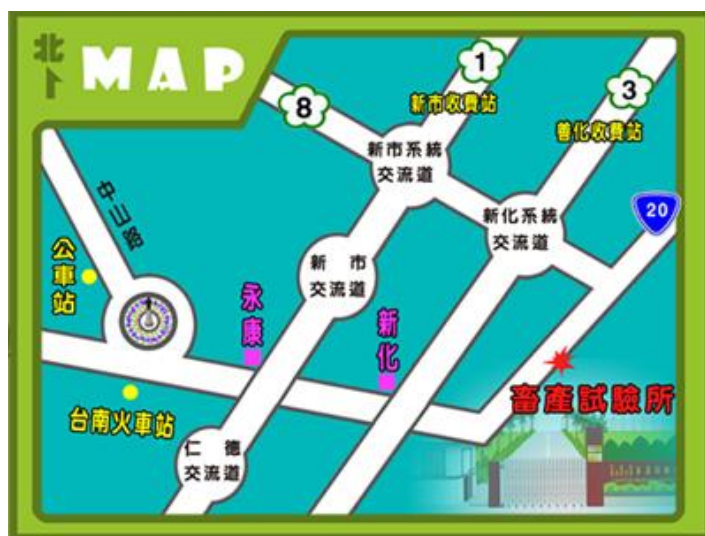 北
MAP
1
新市收費站
8
3
善化收費站
新市系統
交流道
中山路
新化系統
交流道
20
公車站
新市
交流道
永康
新化
畜產試驗所
台南火車站
仁德
交流道